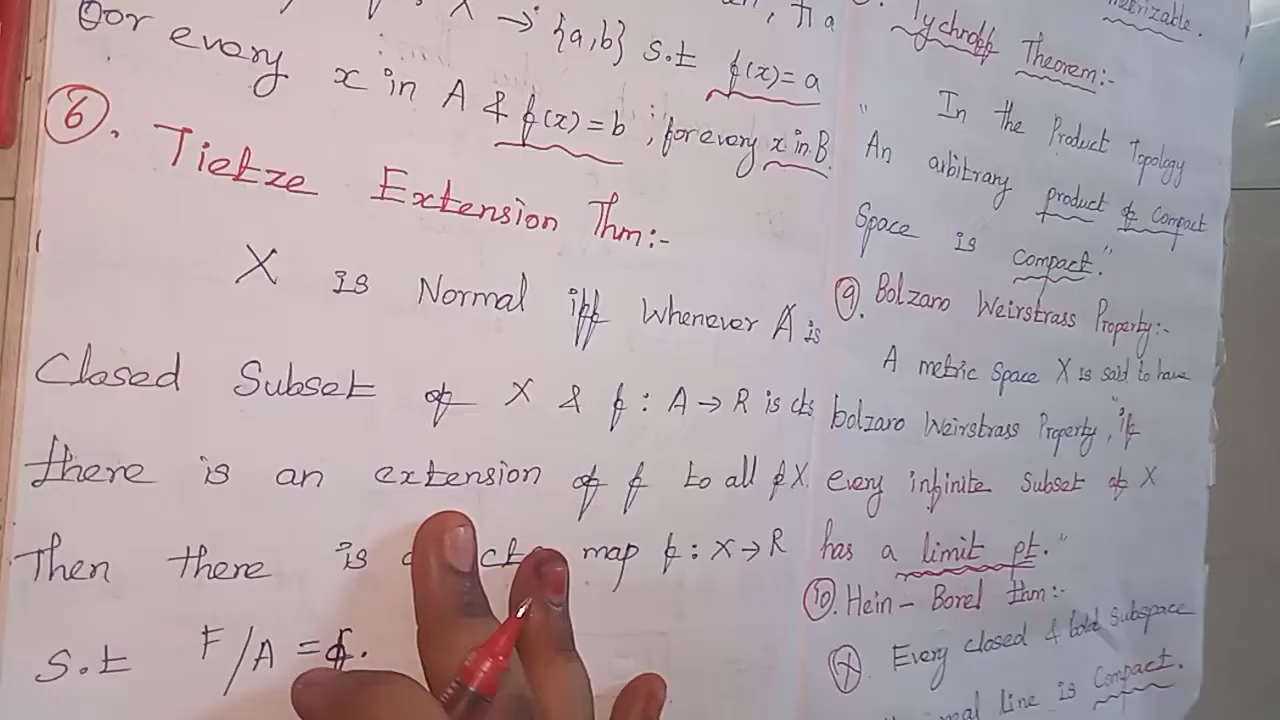 X → {a,b} s.t f(x) = a
for every x in A & f(x) = b ; for every x in B.
6. Tietze Extension Thm:-
X is Normal iff Whenever A is
Closed Subset of X & f : A → R is cts
there is an extension of f to all of X
Then there is cts map f : X → R
S.t F/A = f.
metrizable.
Tychnoff Theorem:-
" In the Product Topology
An arbitrary product of Compact
Space is Compact."
9. Bolzano Weirstrass Property:-
A metric Space X is said to have
bolzano Weirstrass Property, "if
every infinite Subset of X
has a limit pt."
10. Hein - Borel thm:-
Every closed & bdd subspace
line is Compact.